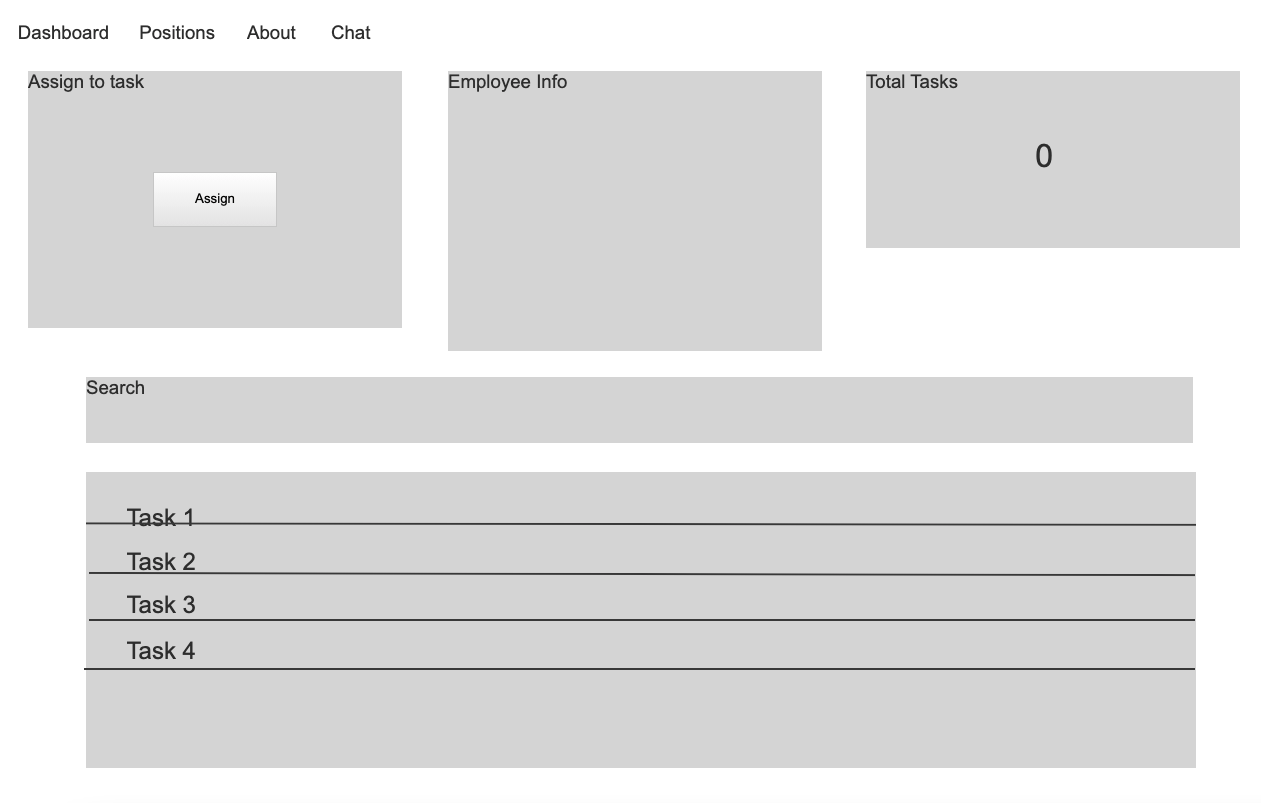 Dashboard Positions About Chat
Assign to task
Employee Info
Total Tasks
0
Assign
Search
Task 1
Task 2
Task 3
Task 4